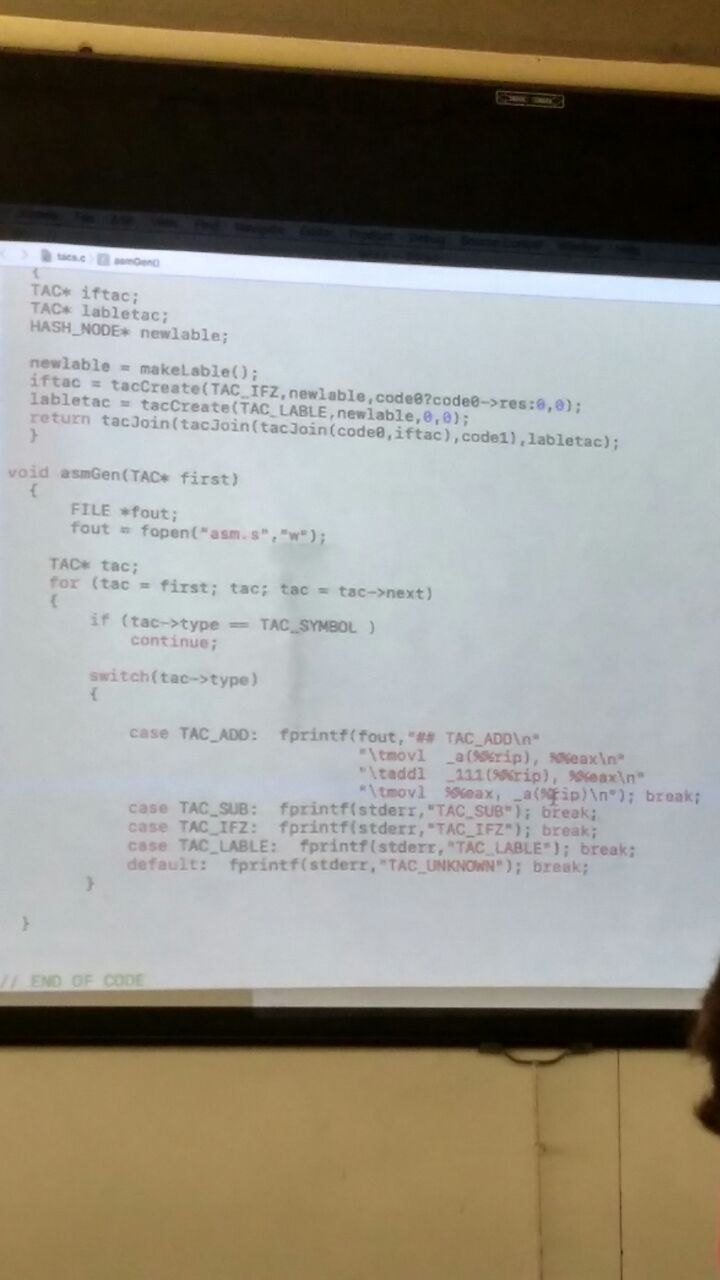 tacs.c asmGen()
{
TAC* iftac;
TAC* labletac;
HASH_NODE* newlable;
newlable = makeLable();
iftac = tacCreate(TAC_IFZ,newlable,code0?code0->res:0,0);
labletac = tacCreate(TAC_LABLE,newlable,0,0);
return tacJoin(tacJoin(tacJoin(code0,iftac),code1),labletac);
}
void asmGen(TAC* first)
{
FILE *fout;
fout = fopen("asm.s","w");
TAC* tac;
for (tac = first; tac; tac = tac->next)
{
if (tac->type == TAC_SYMBOL )
continue;
switch(tac->type)
{
case TAC_ADD: fprintf(fout,"## TAC_ADD\n"
"\tmovl _a(%%rip), %%eax\n"
"\taddl _111(%%rip), %%eax\n"
"\tmovl %%eax, _a(%%rip)\n"); break;
case TAC_SUB: fprintf(stderr,"TAC_SUB"); break;
case TAC_IFZ: fprintf(stderr,"TAC_IFZ"); break;
case TAC_LABLE: fprintf(stderr,"TAC_LABLE"); break;
default: fprintf(stderr,"TAC_UNKNOWN"); break;
}
}
// END OF CODE